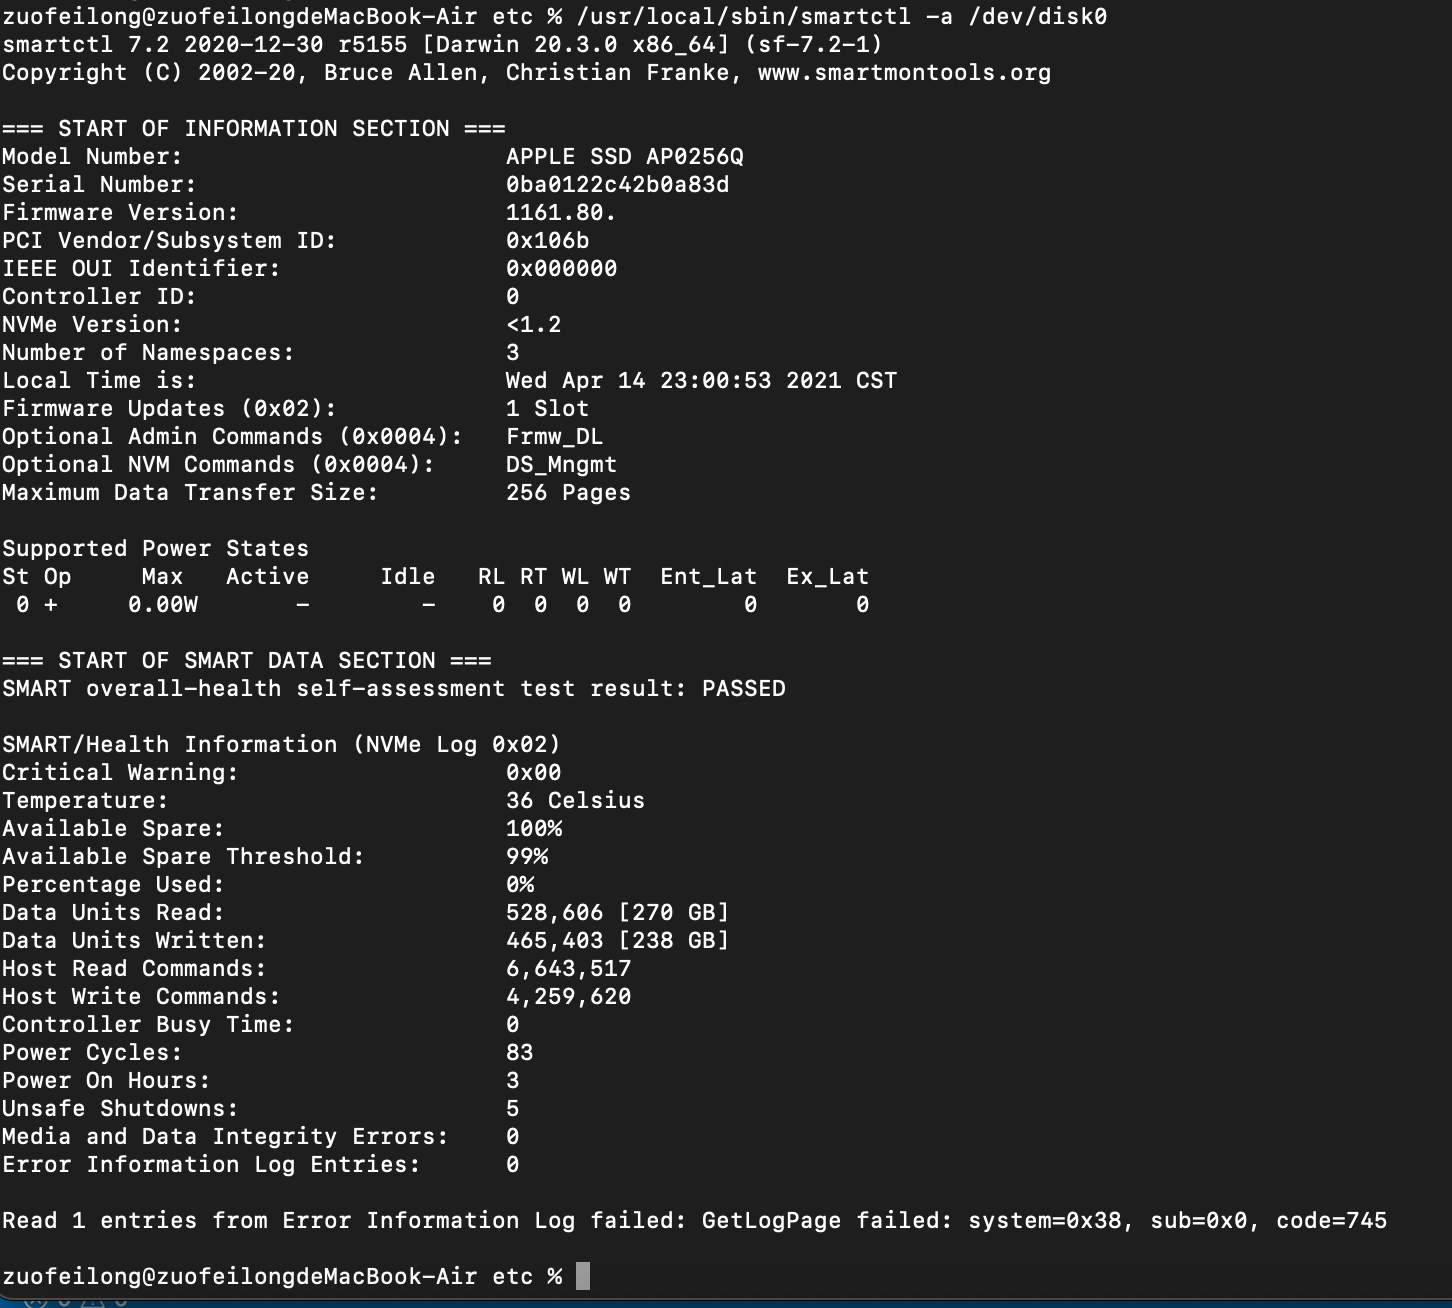 zuofeilong@zuofeilongdeMacBook-Air etc % /usr/local/sbin/smartctl -a /dev/disk0
smartctl 7.2 2020-12-30 r5155 [Darwin 20.3.0 x86_64] (sf-7.2-1)
Copyright (C) 2002-20, Bruce Allen, Christian Franke, www.smartmontools.org

=== START OF INFORMATION SECTION ===
Model Number:                       APPLE SSD AP0256Q
Serial Number:                      0ba0122c42b0a83d
Firmware Version:                   1161.80.
PCI Vendor/Subsystem ID:            0x106b
IEEE OUI Identifier:                0x000000
Controller ID:                      0
NVMe Version:                       <1.2
Number of Namespaces:               3
Local Time is:                      Wed Apr 14 23:00:53 2021 CST
Firmware Updates (0x02):            1 Slot
Optional Admin Commands (0x0004):   Frmw_DL
Optional NVM Commands (0x0004):     DS_Mngmt
Maximum Data Transfer Size:         256 Pages

Supported Power States
St Op     Max   Active     Idle   RL RT WL WT  Ent_Lat  Ex_Lat
 0 +     0.00W       -        -    0  0  0  0        0       0

=== START OF SMART DATA SECTION ===
SMART overall-health self-assessment test result: PASSED

SMART/Health Information (NVMe Log 0x02)
Critical Warning:                   0x00
Temperature:                        36 Celsius
Available Spare:                    100%
Available Spare Threshold:          99%
Percentage Used:                    0%
Data Units Read:                    528,606 [270 GB]
Data Units Written:                 465,403 [238 GB]
Host Read Commands:                 6,643,517
Host Write Commands:                4,259,620
Controller Busy Time:               0
Power Cycles:                       83
Power On Hours:                     3
Unsafe Shutdowns:                   5
Media and Data Integrity Errors:    0
Error Information Log Entries:      0

Read 1 entries from Error Information Log failed: GetLogPage failed: system=0x38, sub=0x0, code=745

zuofeilong@zuofeilongdeMacBook-Air etc %